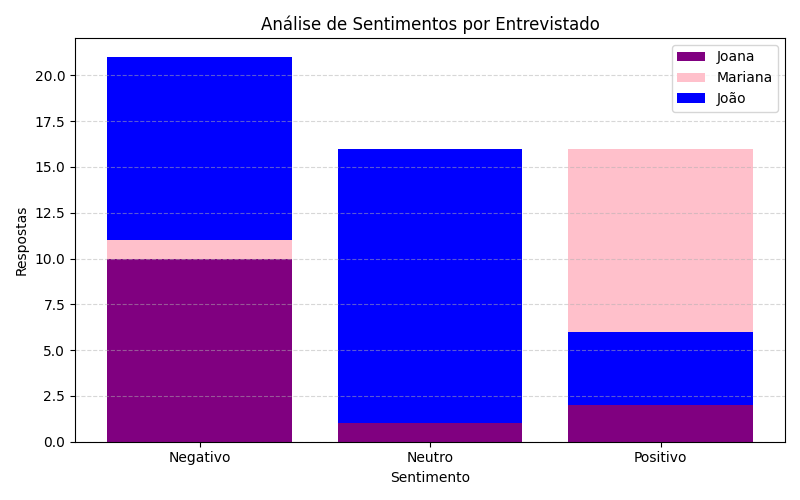 Análise de Sentimentos por Entrevistado
Joana
Mariana
João
Respostas
20.0
17.5
15.0
12.5
10.0
7.5
5.0
2.5
0.0
Negativo
Neutro
Positivo
Sentimento